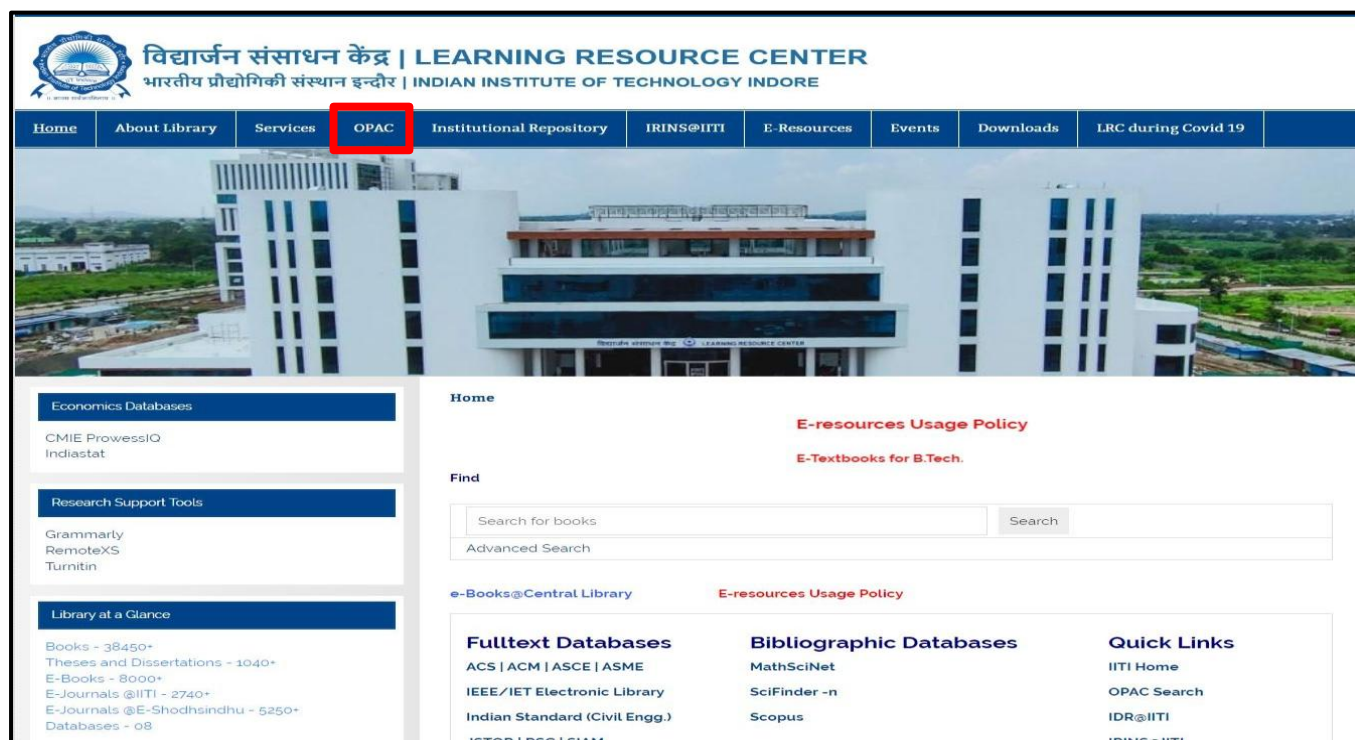 विद्यार्जन संसाधन केंद्र | LEARNING RESOURCE CENTER
भारतीय प्रौद्योगिकी संस्थान इन्दौर | INDIAN INSTITUTE OF TECHNOLOGY INDORE
Home About Library Services OPAC Institutional Repository IRINS@IITI E-Resources Events Downloads LRC during Covid 19
विद्यार्जन संसाधन केंद्र LEARNING RESOURCE CENTER
Economics Databases
CMIE ProwessIQ
Indiastat
Research Support Tools
Grammarly
RemoteXS
Turnitin
Library at a Glance
Books - 38450+
Theses and Dissertations - 1040+
E-Books - 8000+
E-Journals @IITI - 2740+
E-Journals @E-Shodhsindhu - 5250+
Databases - 08
Home
E-resources Usage Policy
E-Textbooks for B.Tech.
Find
Search for books Search
Advanced Search
e-Books@Central Library E-resources Usage Policy
Fulltext Databases
ACS | ACM | ASCE | ASME
IEEE/IET Electronic Library
Indian Standard (Civil Engg.)
Bibliographic Databases
MathSciNet
SciFinder -n
Scopus
Quick Links
IITI Home
OPAC Search
IDR@IITI